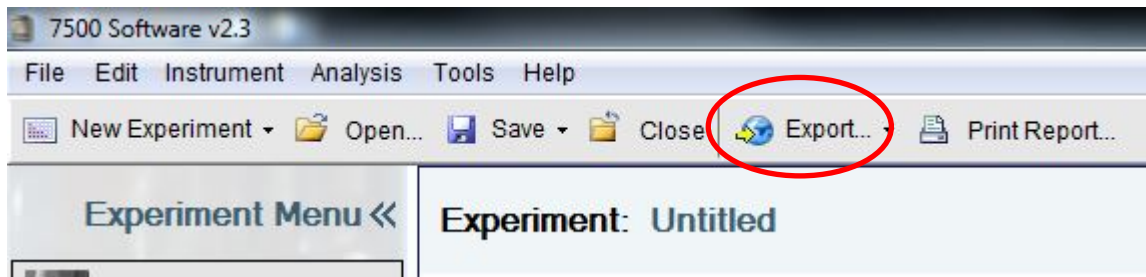 7500 Software v2.3
File Edit Instrument Analysis Tools Help
New Experiment Open... Save Close Export... Print Report...
Experiment Menu «
Experiment: Untitled